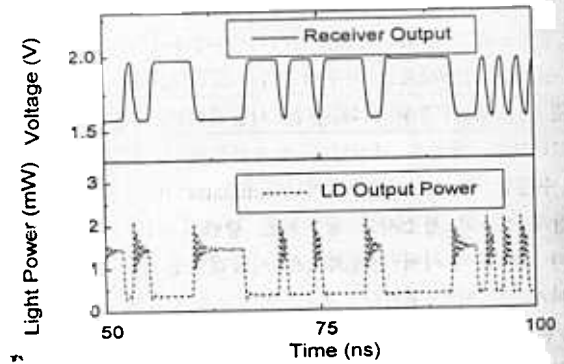 Receiver Output
2.0
1.5
Voltage (V)
LD Output Power
3
2
1
0
Light Power (mW)
50
75
100
Time (ns)